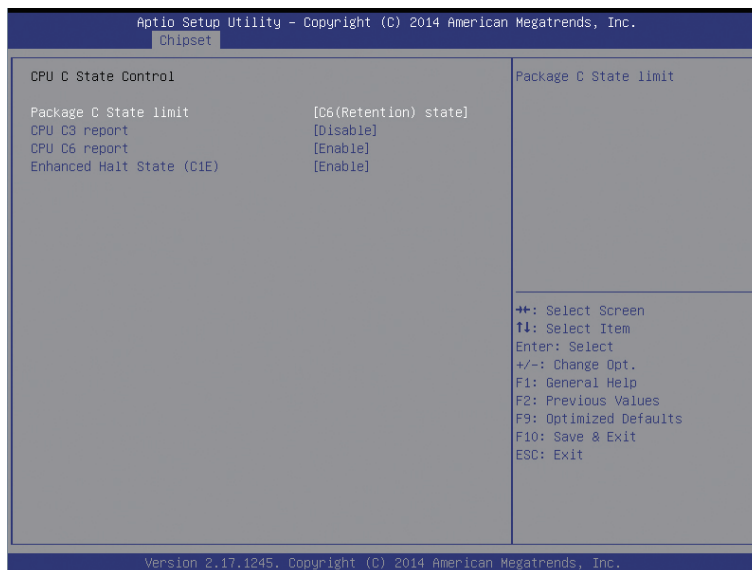 Aptio Setup Utility – Copyright (C) 2014 American Megatrends, Inc.
Chipset
CPU C State Control
Package C State limit [C6(Retention) state]
CPU C3 report [Disable]
CPU C6 report [Enable]
Enhanced Halt State (C1E) [Enable]
Package C State limit
→←: Select Screen
↑↓: Select Item
Enter: Select
+/-: Change Opt.
F1: General Help
F2: Previous Values
F9: Optimized Defaults
F10: Save & Exit
ESC: Exit
Version 2.17.1245. Copyright (C) 2014 American Megatrends, Inc.